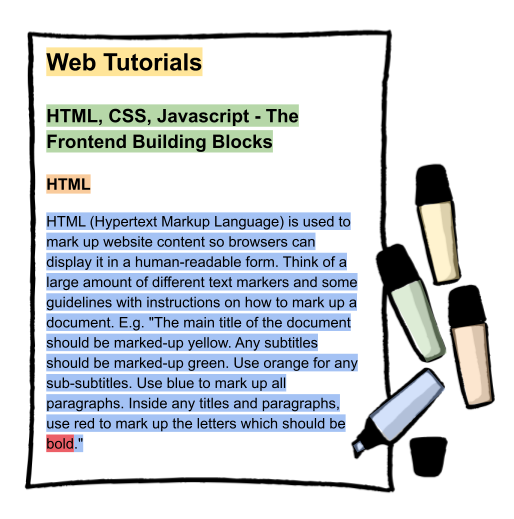 Web Tutorials
HTML, CSS, Javascript - The
Frontend Building Blocks
HTML
HTML (Hypertext Markup Language) is used to
mark up website content so browsers can
display it in a human-readable form. Think of a
large amount of different text markers and some
guidelines with instructions on how to mark up a
document. E.g. "The main title of the document
should be marked-up yellow. Any subtitles
should be marked-up green. Use orange for any
sub-subtitles. Use blue to mark up all
paragraphs. Inside any titles and paragraphs,
use red to mark up the letters which should be
bold."